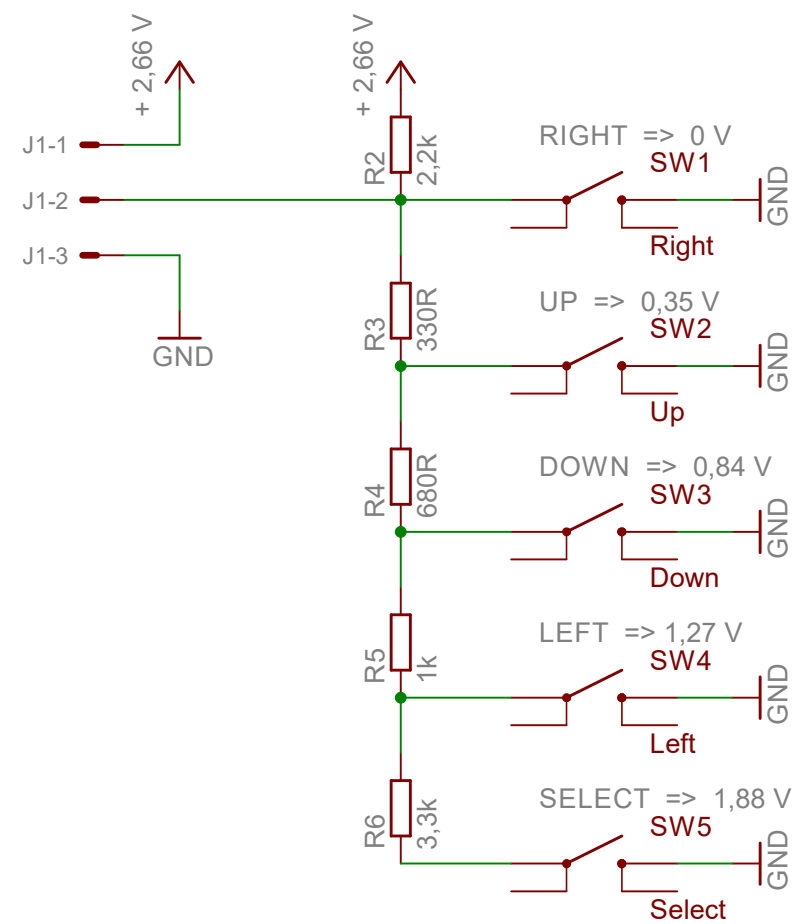 + 2,66 V
+ 2,66 V
J1-1
J1-2
J1-3
GND
R2
2,2k
RIGHT => 0 V
SW1
Right
GND
R3
330R
UP => 0,35 V
SW2
Up
GND
R4
680R
DOWN => 0,84 V
SW3
Down
GND
R5
1k
LEFT => 1,27 V
SW4
Left
GND
R6
3,3k
SELECT => 1,88 V
SW5
Select
GND